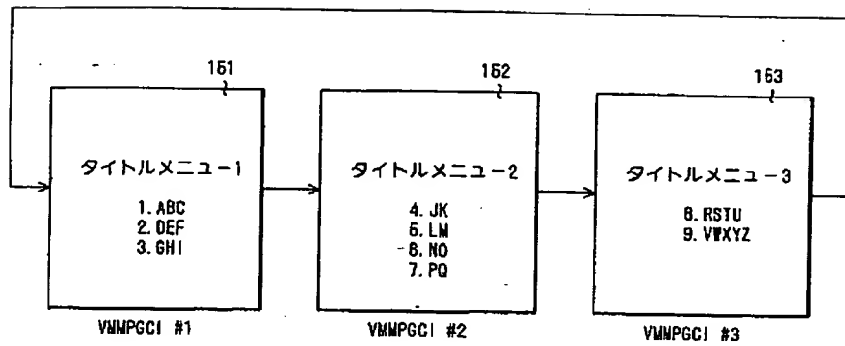 151
タイトルメニュー1
1. ABC
2. DEF
3. GHI
VMMPGCI #1
152
タイトルメニュー2
4. JK
5. LM
6. NO
7. PQ
VMMPGCI #2
153
タイトルメニュー3
8. RSTU
9. VWXYZ
VMMPGCI #3